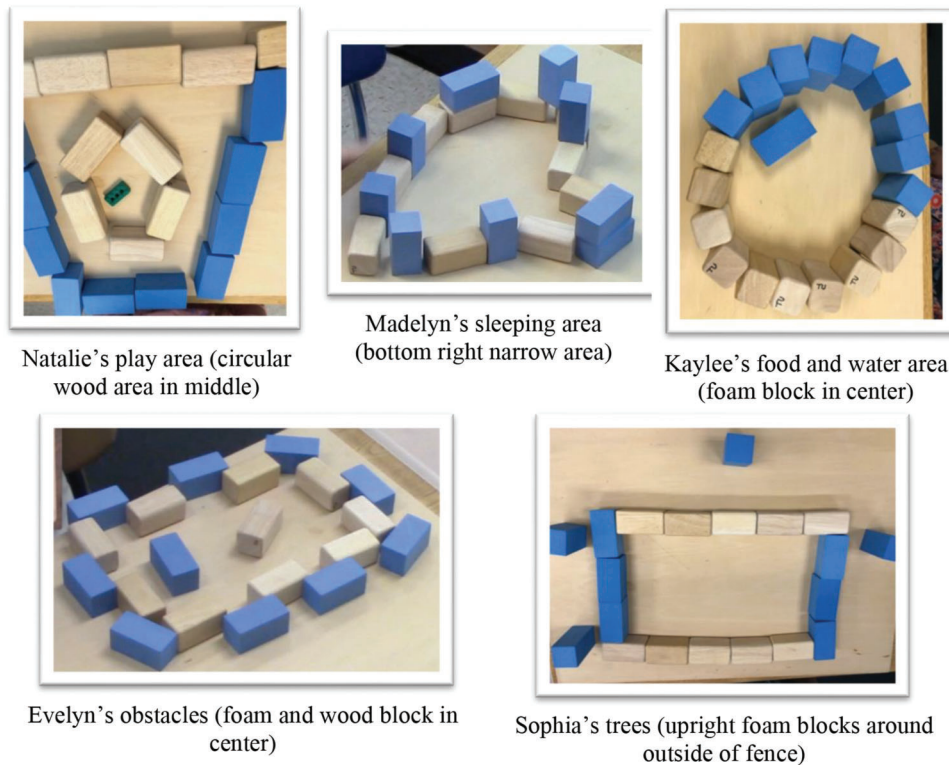 Natalie’s play area (circular
wood area in middle)
Madelyn’s sleeping area
(bottom right narrow area)
Kaylee’s food and water area
(foam block in center)
Evelyn’s obstacles (foam and wood block in
center)
Sophia’s trees (upright foam blocks around
outside of fence)